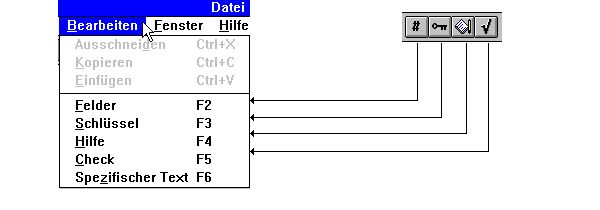 Datei
Bearbeiten Fenster Hilfe
Ausschneigen Ctrl+X
Kopieren Ctrl+C
Einfügen Ctrl+V
Felder F2
Schlüssel F3
Hilfe F4
Check F5
Spezifischer Text F6
#